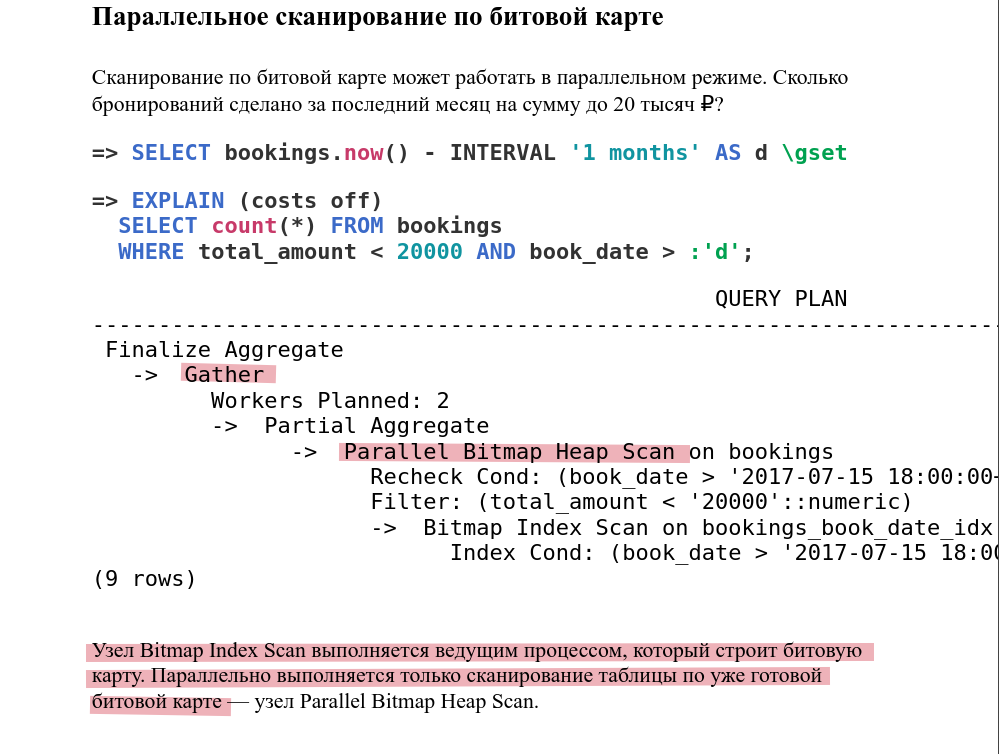 Параллельное сканирование по битовой карте
Сканирование по битовой карте может работать в параллельном режиме. Сколько
бронирований сделано за последний месяц на сумму до 20 тысяч ₽?
=> SELECT bookings.now() - INTERVAL '1 months' AS d \gset
=> EXPLAIN (costs off)
  SELECT count(*) FROM bookings
  WHERE total_amount < 20000 AND book_date > :'d';
                                               QUERY PLAN
---------------------------------------------------------------------
 Finalize Aggregate
   ->  Gather
         Workers Planned: 2
         ->  Partial Aggregate
               ->  Parallel Bitmap Heap Scan on bookings
                     Recheck Cond: (book_date > '2017-07-15 18:00:00
                     Filter: (total_amount < '20000'::numeric)
                     ->  Bitmap Index Scan on bookings_book_date_idx
                           Index Cond: (book_date > '2017-07-15 18:00
(9 rows)
Узел Bitmap Index Scan выполняется ведущим процессом, который строит битовую
карту. Параллельно выполняется только сканирование таблицы по уже готовой
битовой карте — узел Parallel Bitmap Heap Scan.